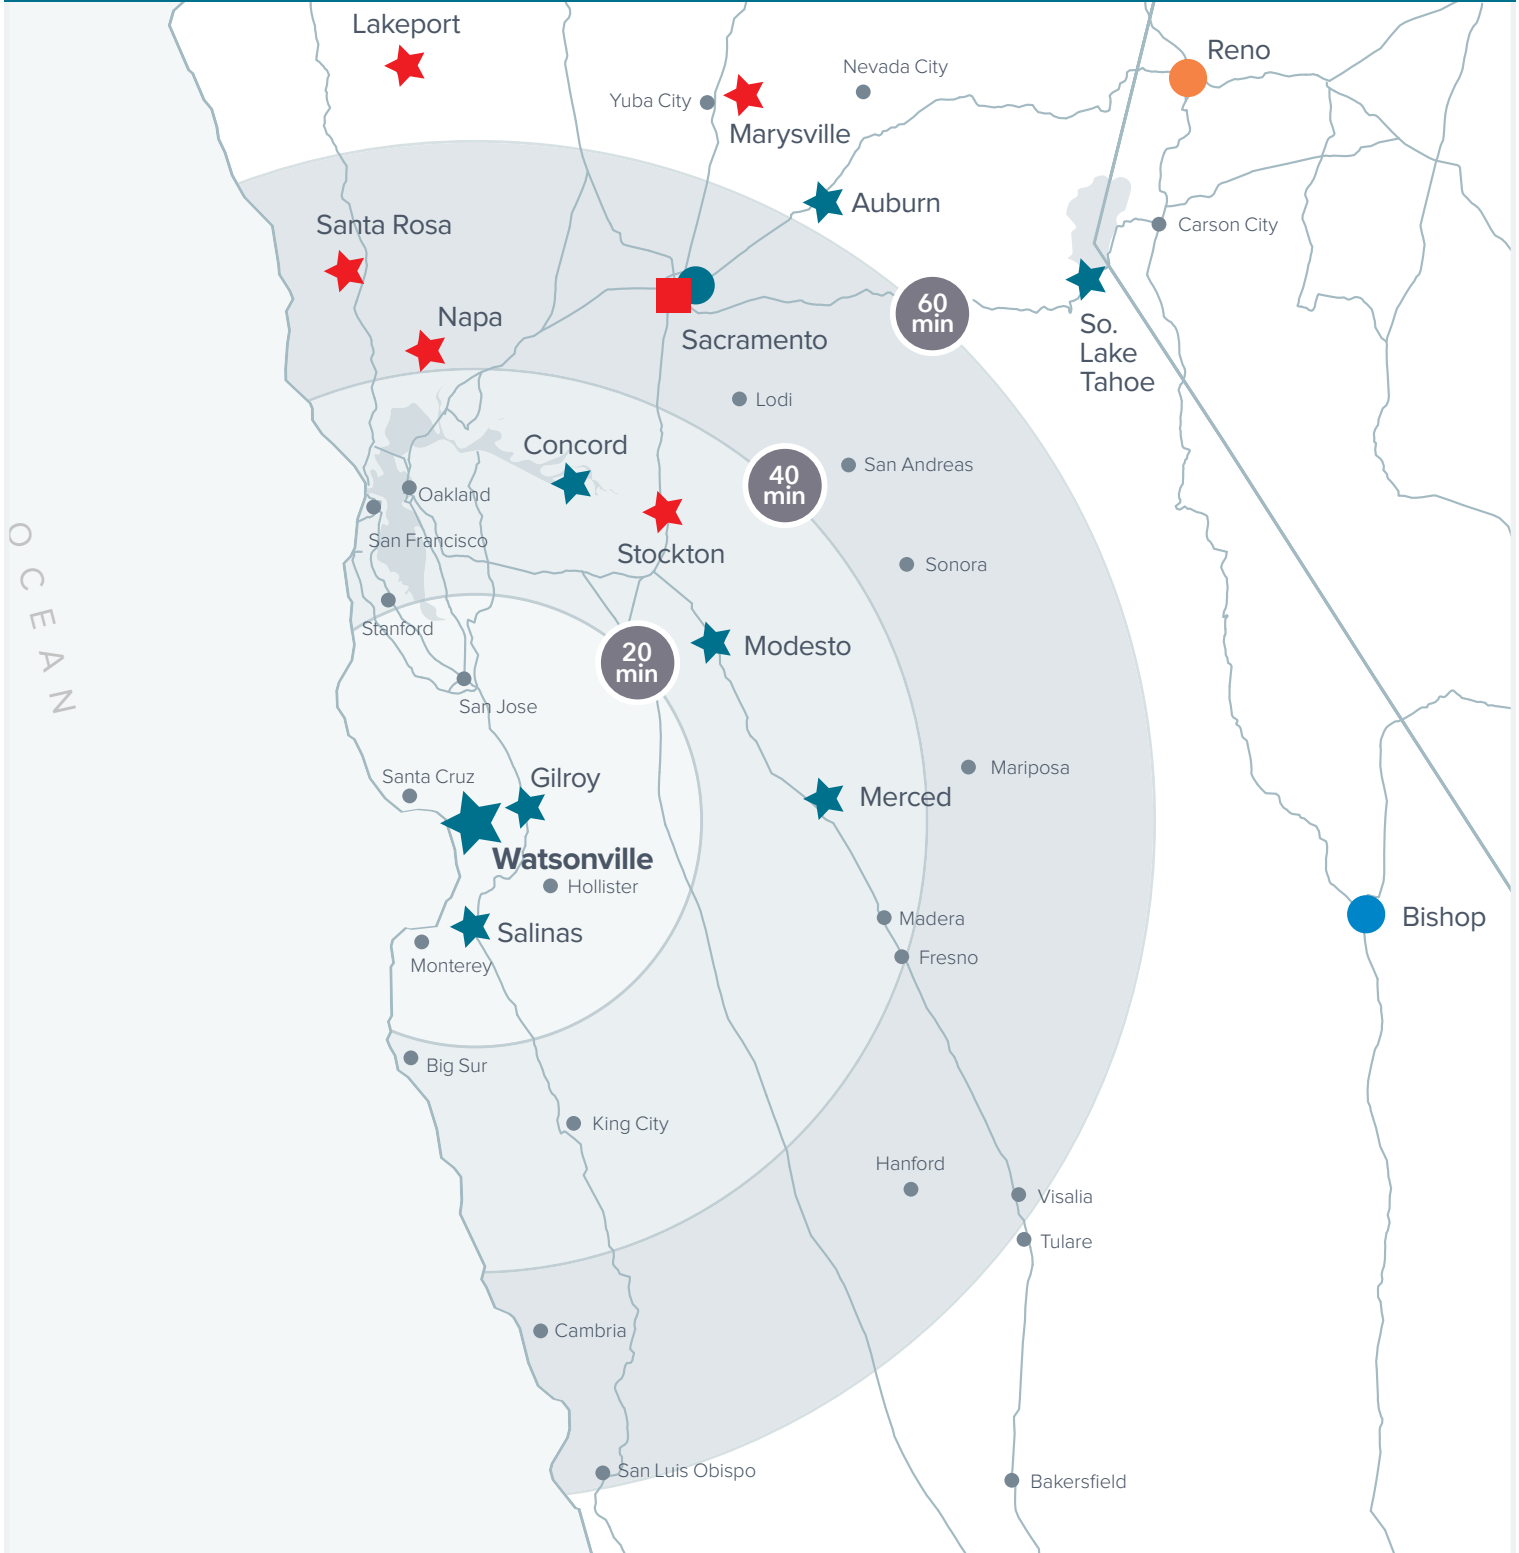 Lakeport
Reno
Nevada City
Yuba City
Marysville
Auburn
Santa Rosa
Carson City
60
min
Napa
Sacramento
So.
Lake
Tahoe
Lodi
Concord
San Andreas
40
min
Oakland
San Francisco
Stockton
Sonora
OCEAN
Stanford
Modesto
20
min
San Jose
Mariposa
Santa Cruz
Gilroy
Merced
Watsonville
Hollister
Madera
Bishop
Salinas
Monterey
Fresno
Big Sur
King City
Hanford
Visalia
Tulare
Cambria
San Luis Obispo
Bakersfield